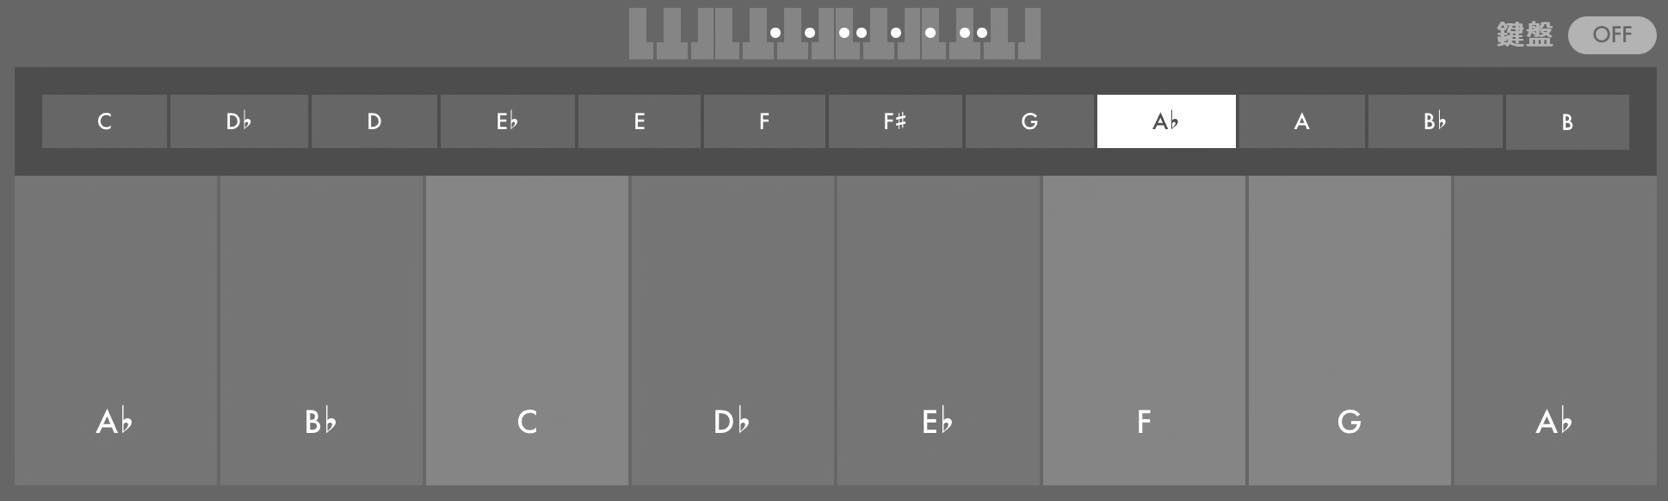 鍵盤 OFF
C D♭ D E♭ E F F♯ G A♭ A B♭ B
A♭ B♭ C D♭ E♭ F G A♭